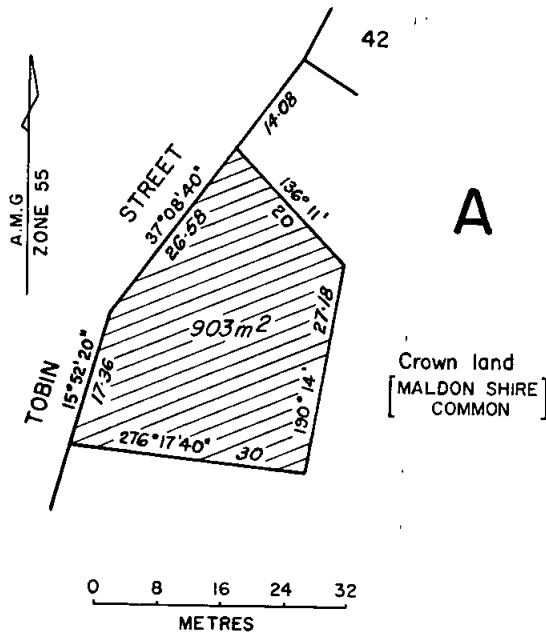 42
14·08
A.M.G
ZONE 55
STREET
37°08'40"
26·58
136°11'
20
A
903m²
27·18
190°14'
Crown land
[MALDON SHIRE
COMMON]
TOBIN
15°52'20"
17·36
276°17'40"
30
0 8 16 24 32
METRES